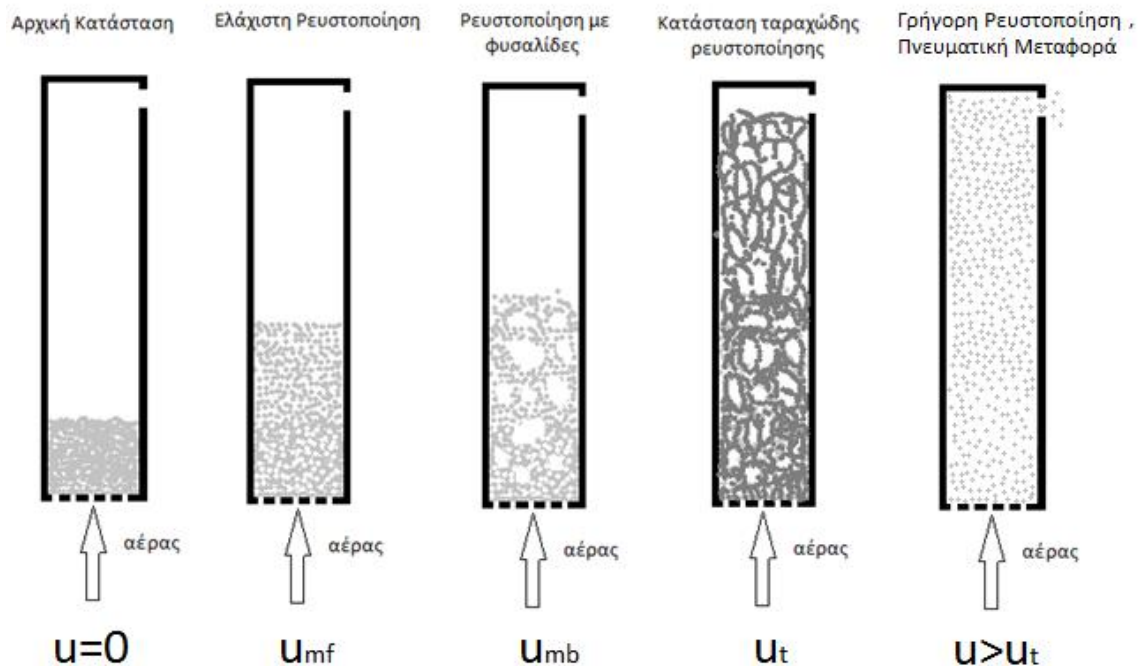 Αρχική Κατάσταση
Ελάχιστη Ρευστοποίηση
Ρευστοποίηση με
φυσαλίδες
Κατάσταση ταραχώδης
ρευστοποίησης
Γρήγορη Ρευστοποίηση ,
Πνευματική Μεταφορά
αέρας
αέρας
αέρας
αέρας
αέρας
u=0
umf
umb
ut
u>ut